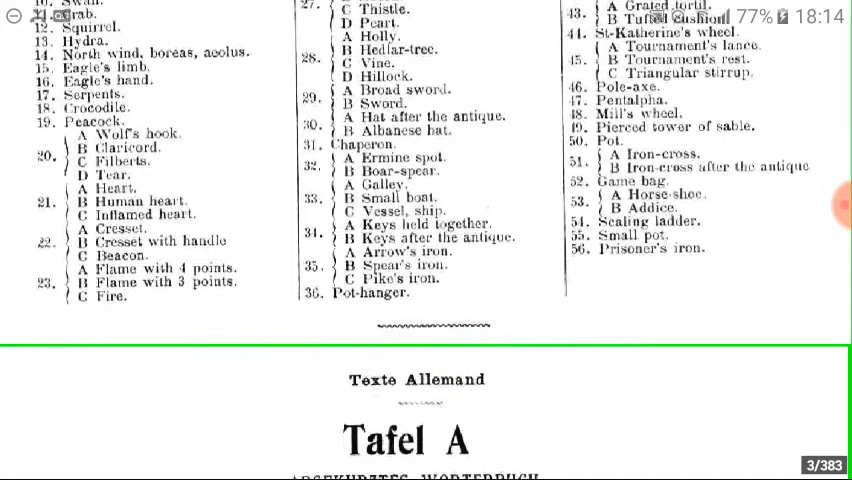 77% 18:14
10. Swan.
11. Crab.
12. Squirrel.
13. Hydra.
14. North wind, boreas, aeolus.
15. Eagle's limb.
16. Eagle's hand.
17. Serpents.
18. Crocodile.
19. Peacock.
20. A Wolf's hook.
B Claricord.
C Filberts.
D Tear.
21. A Heart.
B Human heart.
C Inflamed heart.
22. A Cresset.
B Cresset with handle
C Beacon.
23. A Flame with 4 points.
B Flame with 3 points.
C Fire.
27. C Thistle.
D Peart.
28. A Holly.
B Hedlar-tree.
C Vine.
D Hillock.
29. A Broad sword.
B Sword.
30. A Hat after the antique.
B Albanese hat.
31. Chaperon.
32. A Ermine spot.
B Boar-spear.
33. A Galley.
B Small boat.
C Vessel, ship.
34. A Keys held together.
B Keys after the antique.
35. A Arrow's iron.
B Spear's iron.
C Pike's iron.
36. Pot-hanger.
43. A Grated tortil.
B Tufted cushion
44. St-Katherine's wheel.
45. A Tournament's lance.
B Tournament's rest.
C Triangular stirrup.
46. Pole-axe.
47. Pentalpha.
48. Mill's wheel.
49. Pierced tower of sable.
50. Pot.
51. A Iron-cross.
B Iron-cross after the antique
52. Game bag.
53. A Horse-shoe.
B Addice.
54. Scaling ladder.
55. Small pot.
56. Prisoner's iron.
Texte Allemand
Tafel A
3/383